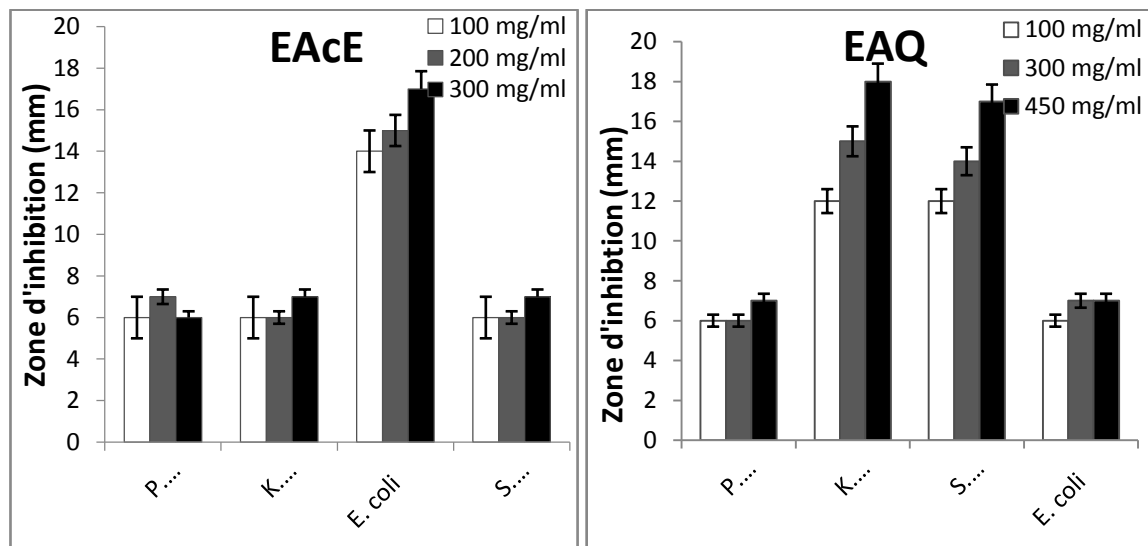 EAcE
100 mg/ml
200 mg/ml
300 mg/ml
Zone d'inhibition (mm)
20
18
16
14
12
10
8
6
4
2
0
P....
K....
E. coli
S....
EAQ
100 mg/ml
300 mg/ml
450 mg/ml
Zone d'inhibtion (mm)
20
18
16
14
12
10
8
6
4
2
0
P....
K....
S....
E. coli